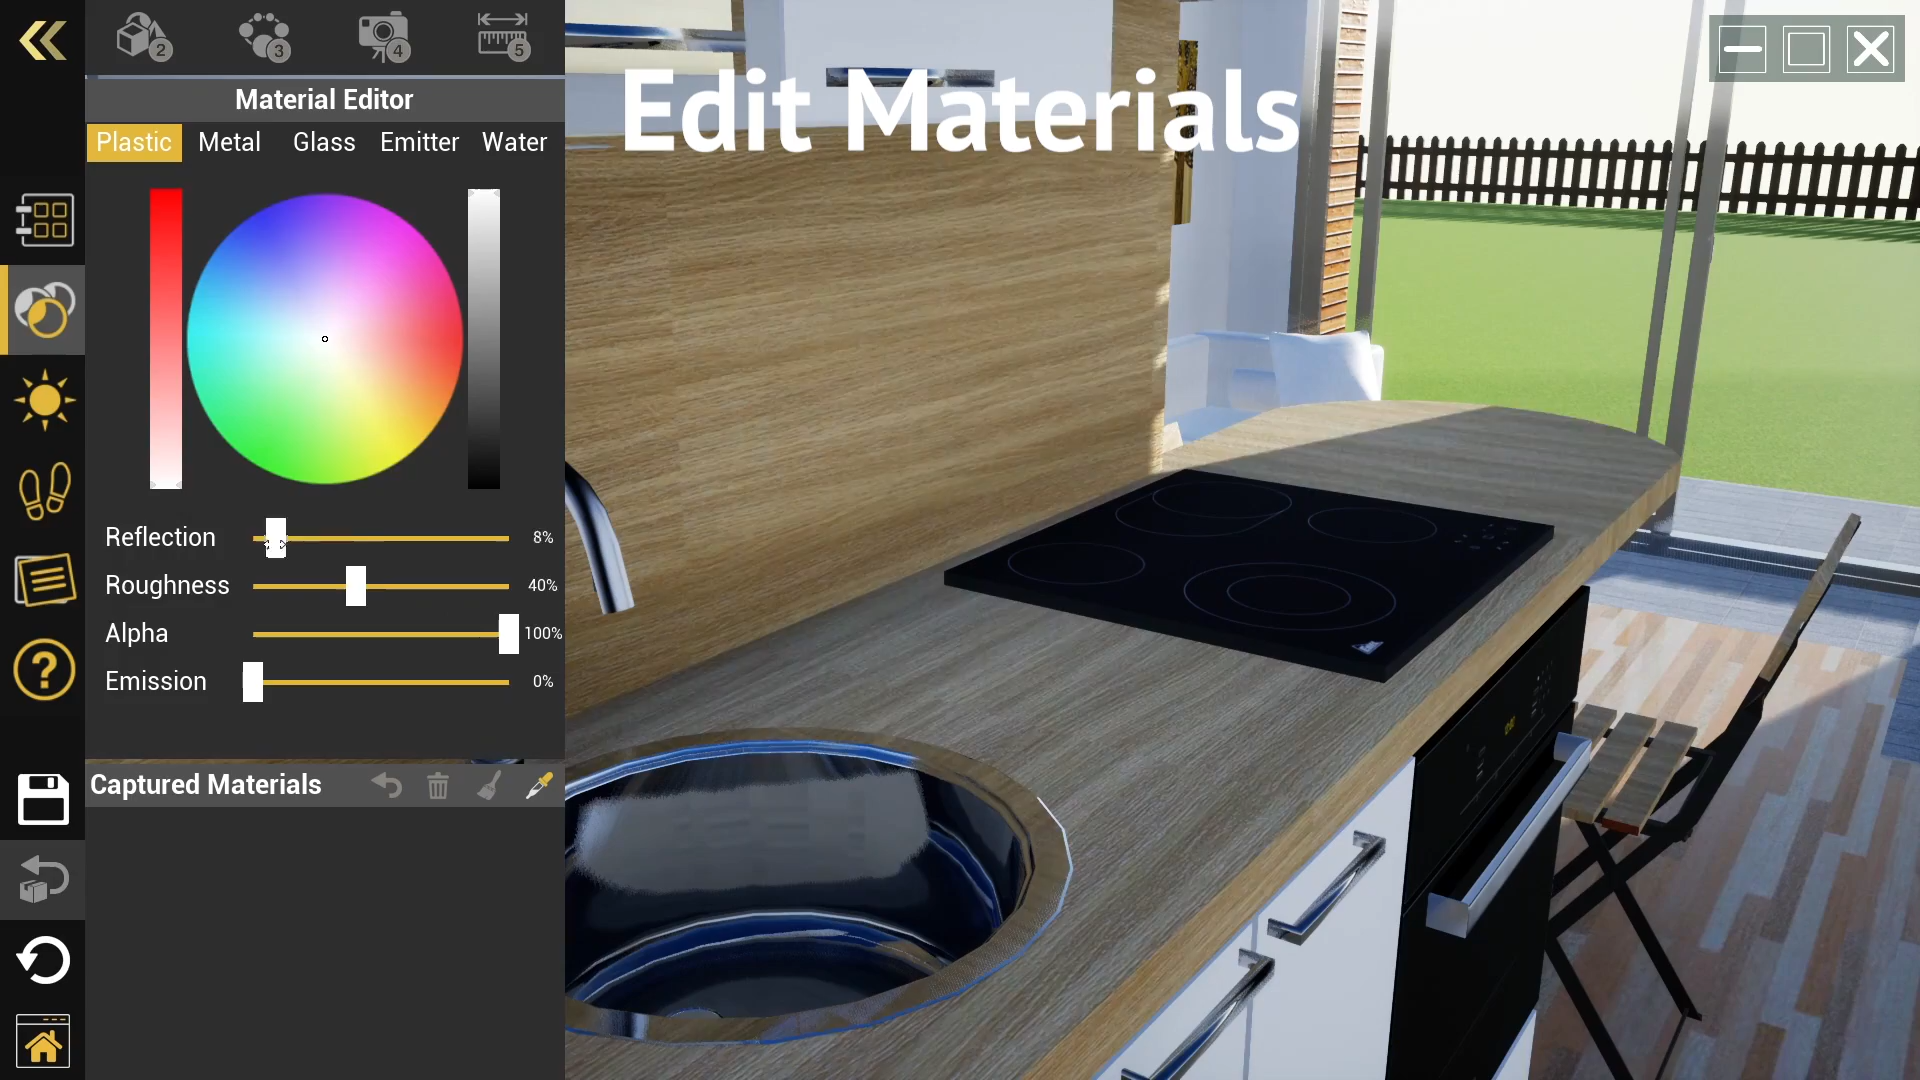 2
3
4
5
Material Editor
Plastic Metal Glass Emitter Water
Edit Materials
Reflection 8%
Roughness 40%
Alpha 100%
Emission 0%
?
Captured Materials